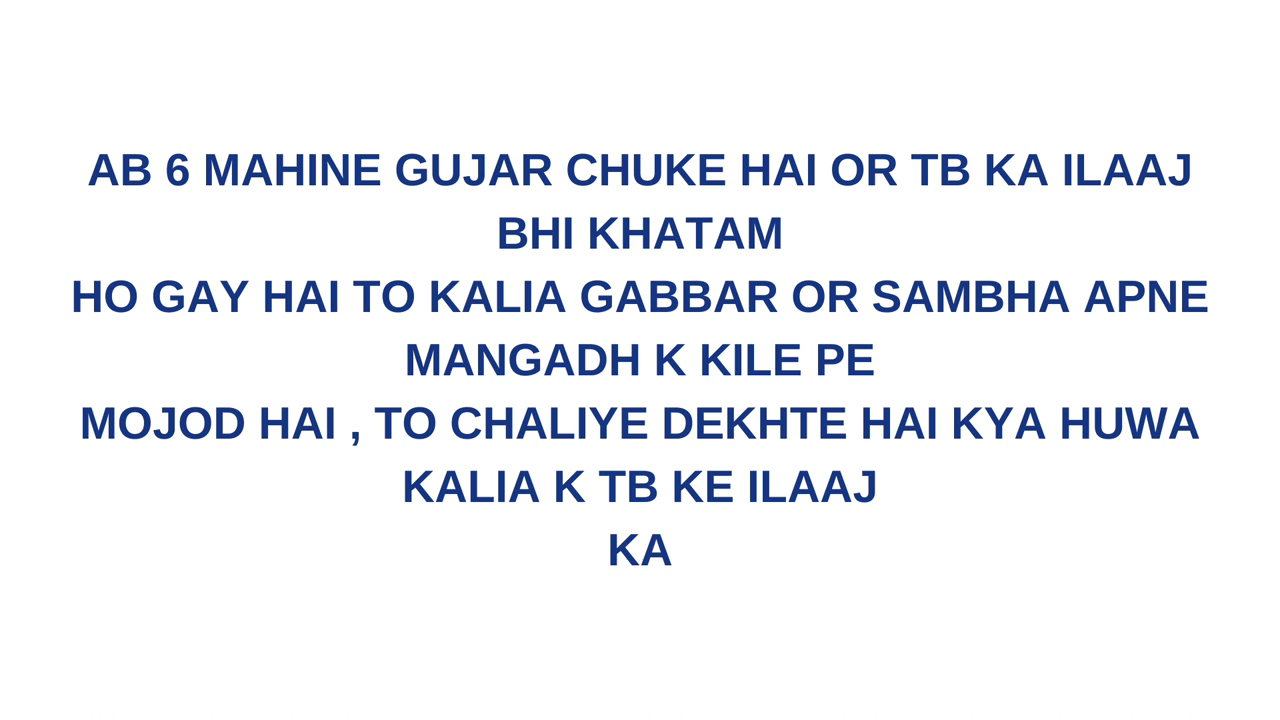 AB 6 MAHINE GUJAR CHUKE HAI OR TB KA ILAAJ
BHI KHATAM
HO GAY HAI TO KALIA GABBAR OR SAMBHA APNE
MANGADH K KILE PE
MOJOD HAI , TO CHALIYE DEKHTE HAI KYA HUWA
KALIA K TB KE ILAAJ
KA